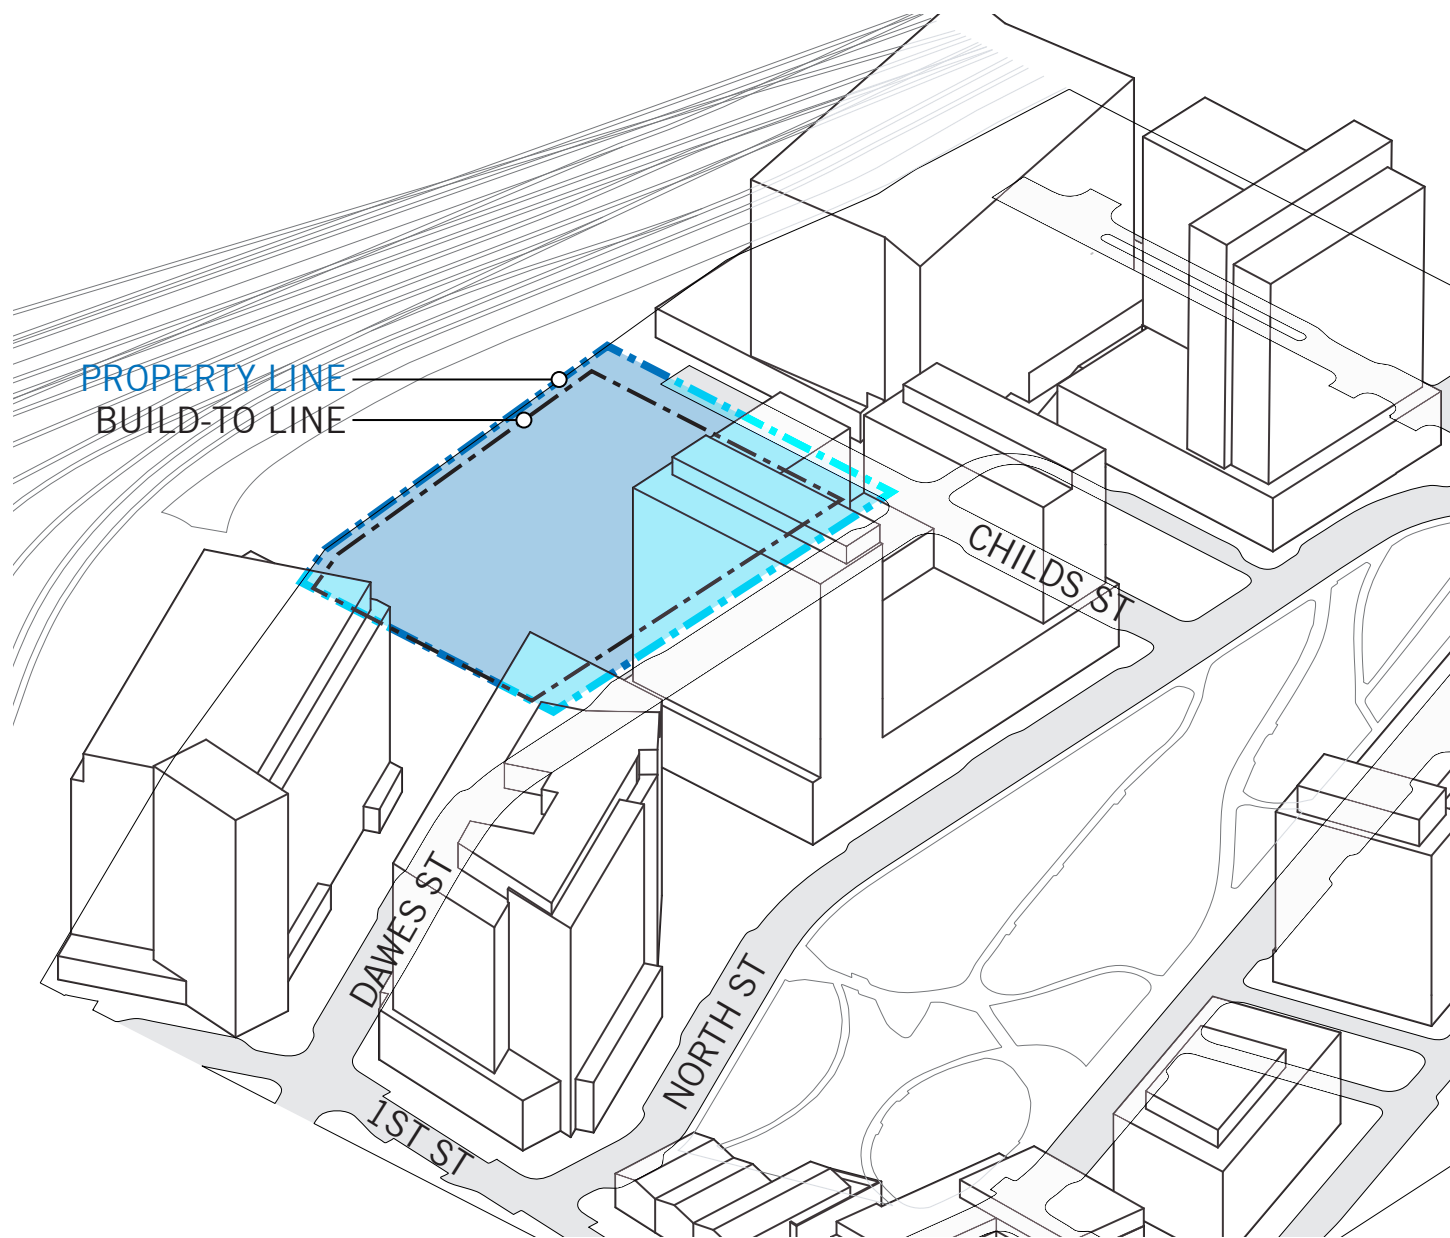 PROPERTY LINE
BUILD-TO LINE
CHILDS ST
DAWES ST
NORTH ST
1ST ST